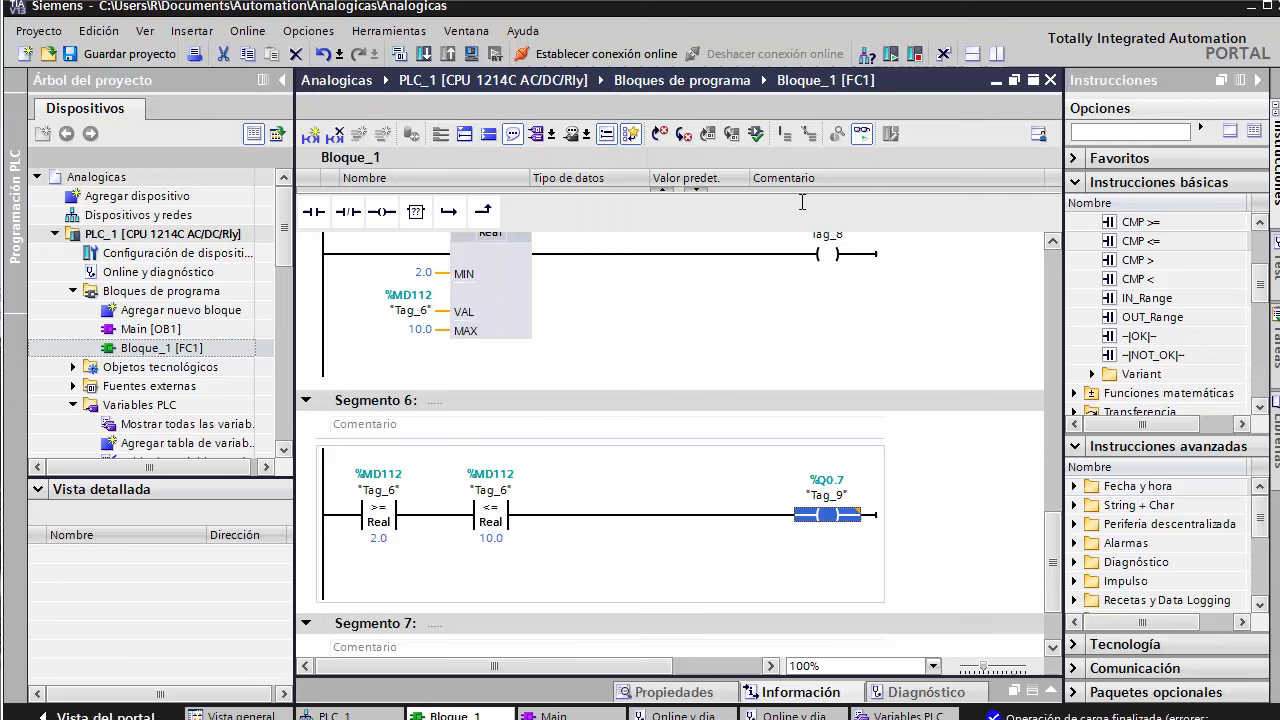 Siemens - C:\Users\R\Documents\Automation\Analogicas\Analogicas
Proyecto Edición Ver Insertar Online Opciones Herramientas Ventana Ayuda
Totally Integrated Automation
PORTAL
Guardar proyecto Establecer conexión online Deshacer conexión online
Árbol del proyecto
Analogicas PLC_1 [CPU 1214C AC/DC/Rly] Bloques de programa Bloque_1 [FC1]
Instrucciones
Dispositivos
Opciones
Programación PLC
Favoritos
Instrucciones básicas
Nombre
CMP >=
CMP <=
CMP >
CMP <
IN_Range
OUT_Range
-|OK|-
-|NOT_OK|-
Variant
Funciones matemáticas
Transferencia
Analogicas
Agregar dispositivo
Dispositivos y redes
PLC_1 [CPU 1214C AC/DC/Rly]
Configuración de dispositi...
Online y diagnóstico
Bloques de programa
Agregar nuevo bloque
Main [OB1]
Bloque_1 [FC1]
Objetos tecnológicos
Fuentes externas
Variables PLC
Mostrar todas las variab.
Agregar tabla de variab..
Bloque_1
Nombre Tipo de datos Valor predet. Comentario
??
Real
Tag_8
2.0 MIN
%MD112
"Tag_6" VAL
10.0 MAX
Segmento 6: .....
Comentario
%MD112 %MD112 %Q0.7
"Tag_6" "Tag_6" "Tag_9"
>= <=
Real Real
2.0 10.0
Segmento 7: .....
Comentario
100%
Vista detallada
Nombre Dirección
Instrucciones avanzadas
Nombre
Fecha y hora
String + Char
Periferia descentralizada
Alarmas
Diagnóstico
Impulso
Recetas y Data Logging
Tecnología
Comunicación
Paquetes opcionales
Propiedades Información Diagnóstico
Vista del portal Vista general PLC_1 Bloque_1 Main Online y dia Online y dia Variables PLC Operación de carga finalizada (errores: